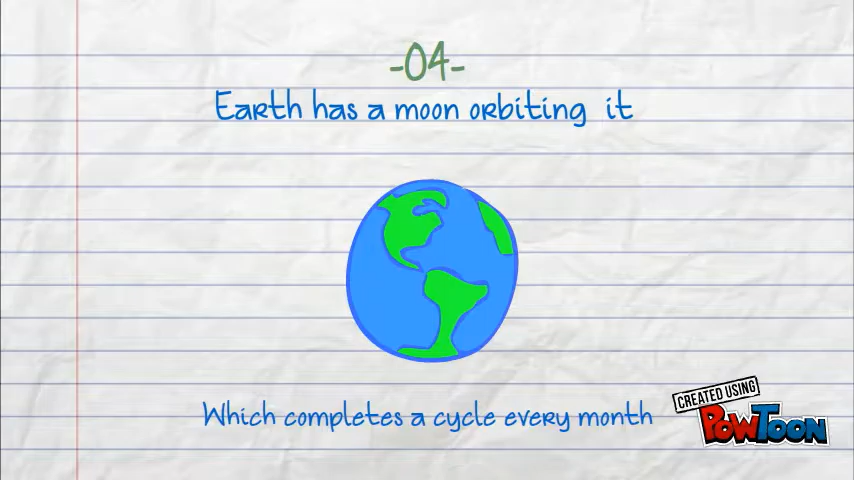 -04-
Earth has a moon orbiting it
Which completes a cycle every month
CREATED USING
POWTOON